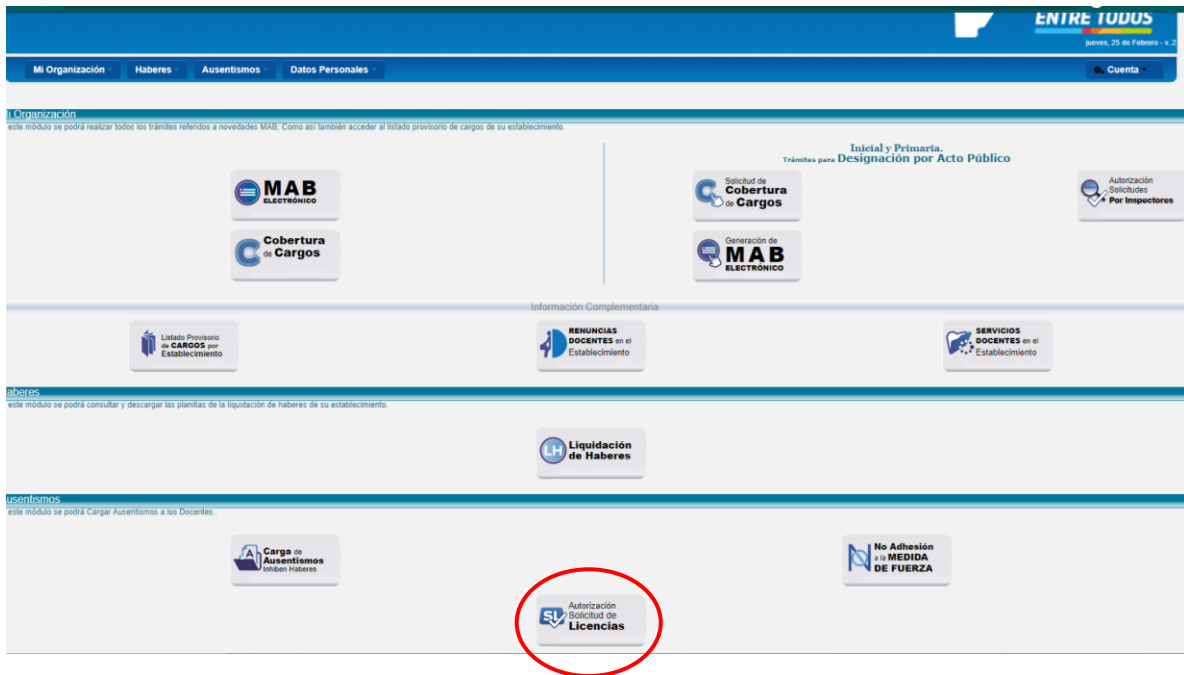 ENTRE TODOS
jueves, 25 de Febrero - v.2
Mi Organización
Haberes
Ausentismos
Datos Personales
Cuenta
i Organización
este módulo se podrá realizar todos los trámites referidos a novedades MAB, Como así también acceder al listado provisorio de cargos de su establecimiento.
Inicial y Primaria.
Trámites para Designación por Acto Público
MAB
ELECTRÓNICO
Solicitud de
Cobertura
de Cargos
Autorización
Solicitudes
Por Inspectores
Cobertura
de Cargos
Generación de
MAB
ELECTRÓNICO
Información Complementaria
Listado Provisorio
de CARGOS por
Establecimiento
RENUNCIAS
DOCENTES en el
Establecimiento
SERVICIOS
DOCENTES en el
Establecimiento
aberes
este módulo se podrá consultar y descargar las planillas de la liquidación de haberes de su establecimiento.
LH
Liquidación
de Haberes
usentismos
este módulo se podrá Cargar Ausentismos a los Docentes..
A
Carga de
Ausentismos
Inhiben Haberes
N
No Adhesión
a la MEDIDA
DE FUERZA
SL
Autorización
Solicitud de
Licencias